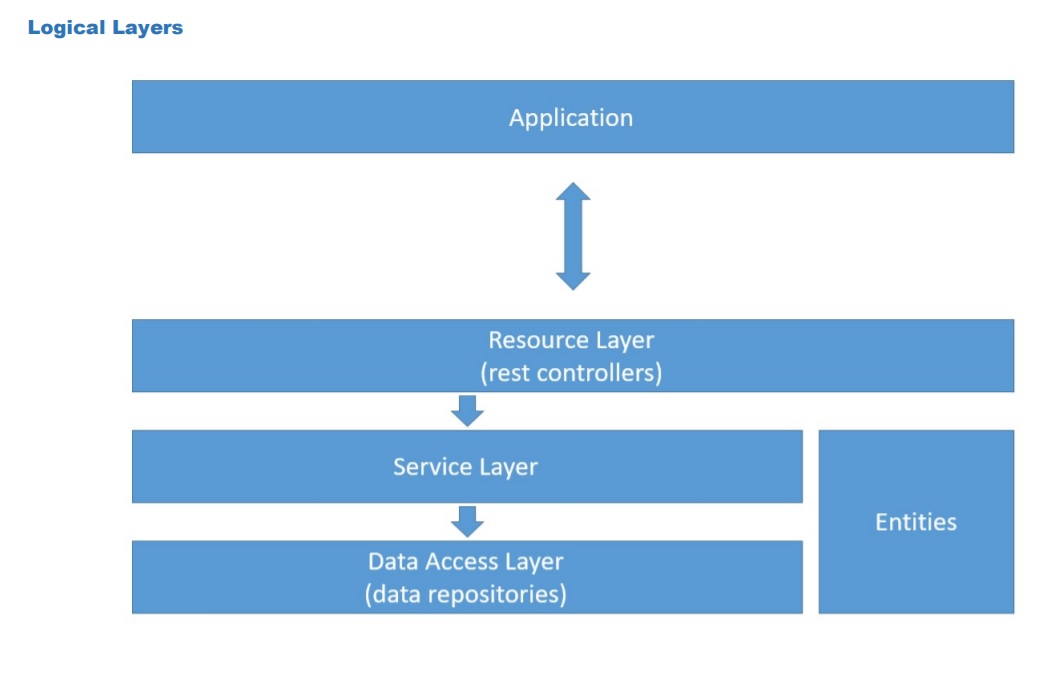 Logical Layers
Application
Resource Layer
(rest controllers)
Service Layer
Entities
Data Access Layer
(data repositories)